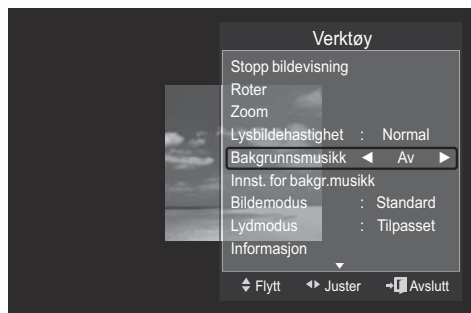 Verktøy
Stopp bildevisning
Roter
Zoom
Lysbildehastighet : Normal
Bakgrunnsmusikk ◄ Av ►
Innst. for bakgr.musikk
Bildemodus : Standard
Lydmodus : Tilpasset
Informasjon
Flytt Juster Avslutt